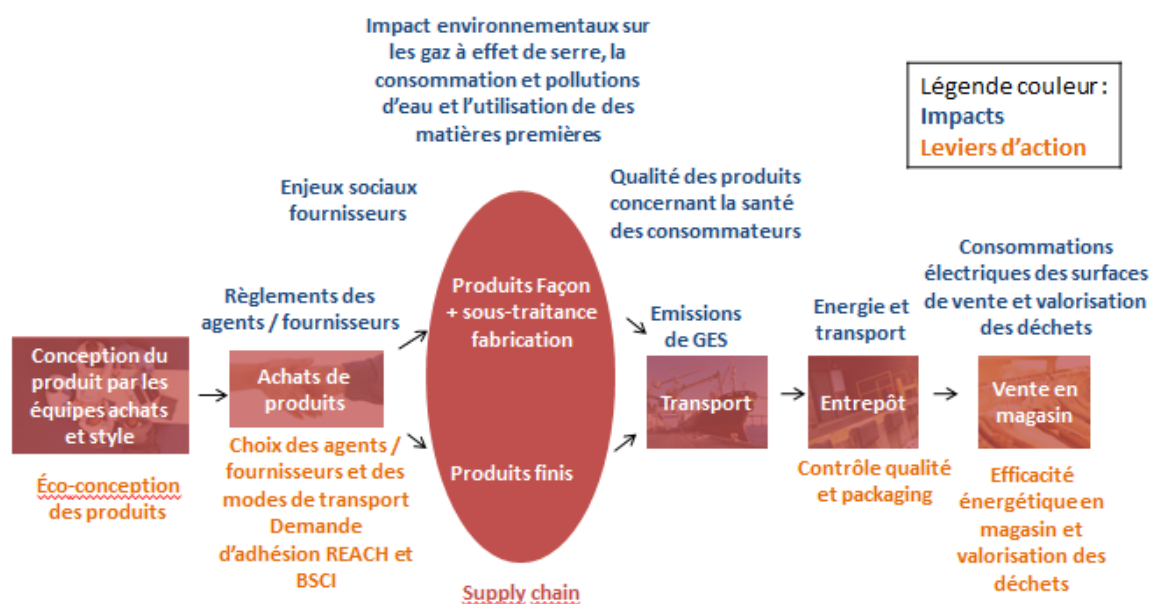 Impact environnementaux sur
les gaz à effet de serre, la
consommation et pollutions
d'eau et l'utilisation de des
matières premières
Légende couleur :
Impacts
Leviers d'action
Enjeux sociaux
fournisseurs
Qualité des produits
concernant la santé
des consommateurs
Règlements des
agents / fournisseurs
Produits Façon
+ sous-traitance
fabrication
Emissions
de GES
Energie et
transport
Consommations
électriques des surfaces
de vente et valorisation
des déchets
Conception du
produit par les
équipes achats
et style
Achats de
produits
Transport
Entrepôt
Vente en
magasin
Éco-conception
des produits
Choix des agents /
fournisseurs et des
modes de transport
Demande
d'adhésion REACH et
BSCI
Produits finis
Contrôle qualité
et packaging
Efficacité
énergétique en
magasin et
valorisation des
déchets
Supply chain